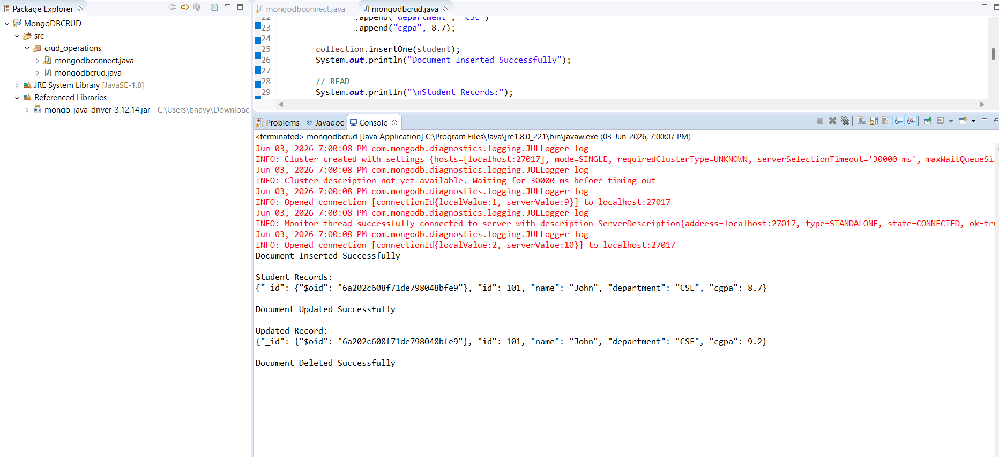 Package Explorer
MongoDBCRUD
src
crud_operations
mongodbconnect.java
mongodbcrud.java
JRE System Library [JavaSE-1.8]
Referenced Libraries
mongo-java-driver-3.12.14.jar - C:\Users\bhavy\Download
mongodbconnect.java
mongodbcrud.java
22 .append("department", "CSE")
23 .append("cgpa", 8.7);
24
25 collection.insertOne(student);
26 System.out.println("Document Inserted Successfully");
27
28 // READ
29 System.out.println("\nStudent Records:");
Problems @ Javadoc Console
<terminated> mongodbcrud [Java Application] C:\Program Files\Java\jre1.8.0_221\bin\javaw.exe (03-Jun-2026, 7:00:07 PM)
Jun 03, 2026 7:00:08 PM com.mongodb.diagnostics.logging.JULLogger log
INFO: Cluster created with settings {hosts=[localhost:27017], mode=SINGLE, requiredClusterType=UNKNOWN, serverSelectionTimeout='30000 ms', maxWaitQueueSi
Jun 03, 2026 7:00:08 PM com.mongodb.diagnostics.logging.JULLogger log
INFO: Cluster description not yet available. Waiting for 30000 ms before timing out
Jun 03, 2026 7:00:08 PM com.mongodb.diagnostics.logging.JULLogger log
INFO: Opened connection [connectionId{localValue:1, serverValue:9}] to localhost:27017
Jun 03, 2026 7:00:08 PM com.mongodb.diagnostics.logging.JULLogger log
INFO: Monitor thread successfully connected to server with description ServerDescription{address=localhost:27017, type=STANDALONE, state=CONNECTED, ok=tru
Jun 03, 2026 7:00:08 PM com.mongodb.diagnostics.logging.JULLogger log
INFO: Opened connection [connectionId{localValue:2, serverValue:10}] to localhost:27017
Document Inserted Successfully
Student Records:
{"_id": {"$oid": "6a202c608f71de798048bfe9"}, "id": 101, "name": "John", "department": "CSE", "cgpa": 8.7}
Document Updated Successfully
Updated Record:
{"_id": {"$oid": "6a202c608f71de798048bfe9"}, "id": 101, "name": "John", "department": "CSE", "cgpa": 9.2}
Document Deleted Successfully